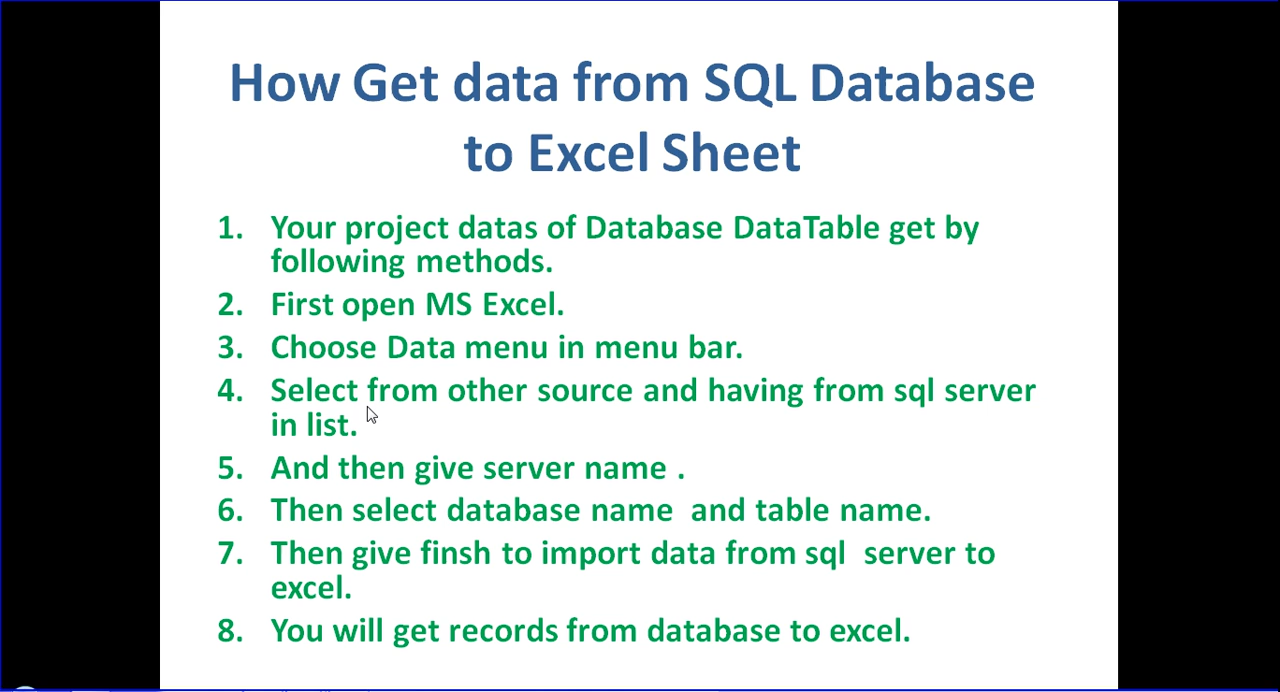 How Get data from SQL Database
to Excel Sheet
1. Your project datas of Database DataTable get by
following methods.
2. First open MS Excel.
3. Choose Data menu in menu bar.
4. Select from other source and having from sql server
in list.
5. And then give server name .
6. Then select database name  and table name.
7. Then give finsh to import data from sql  server to
excel.
8. You will get records from database to excel.